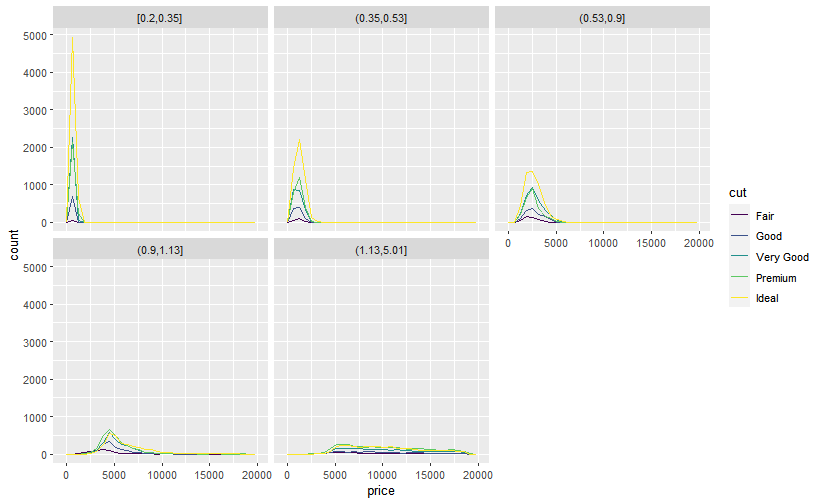 [0.2,0.35] (0.35,0.53] (0.53,0.9]
5000
4000
3000
2000
1000
0
0 5000 10000 15000 20000
(0.9,1.13] (1.13,5.01]
5000
4000
3000
2000
1000
0
0 5000 10000 15000 20000 0 5000 10000 15000 20000
count
price
cut
Fair
Good
Very Good
Premium
Ideal